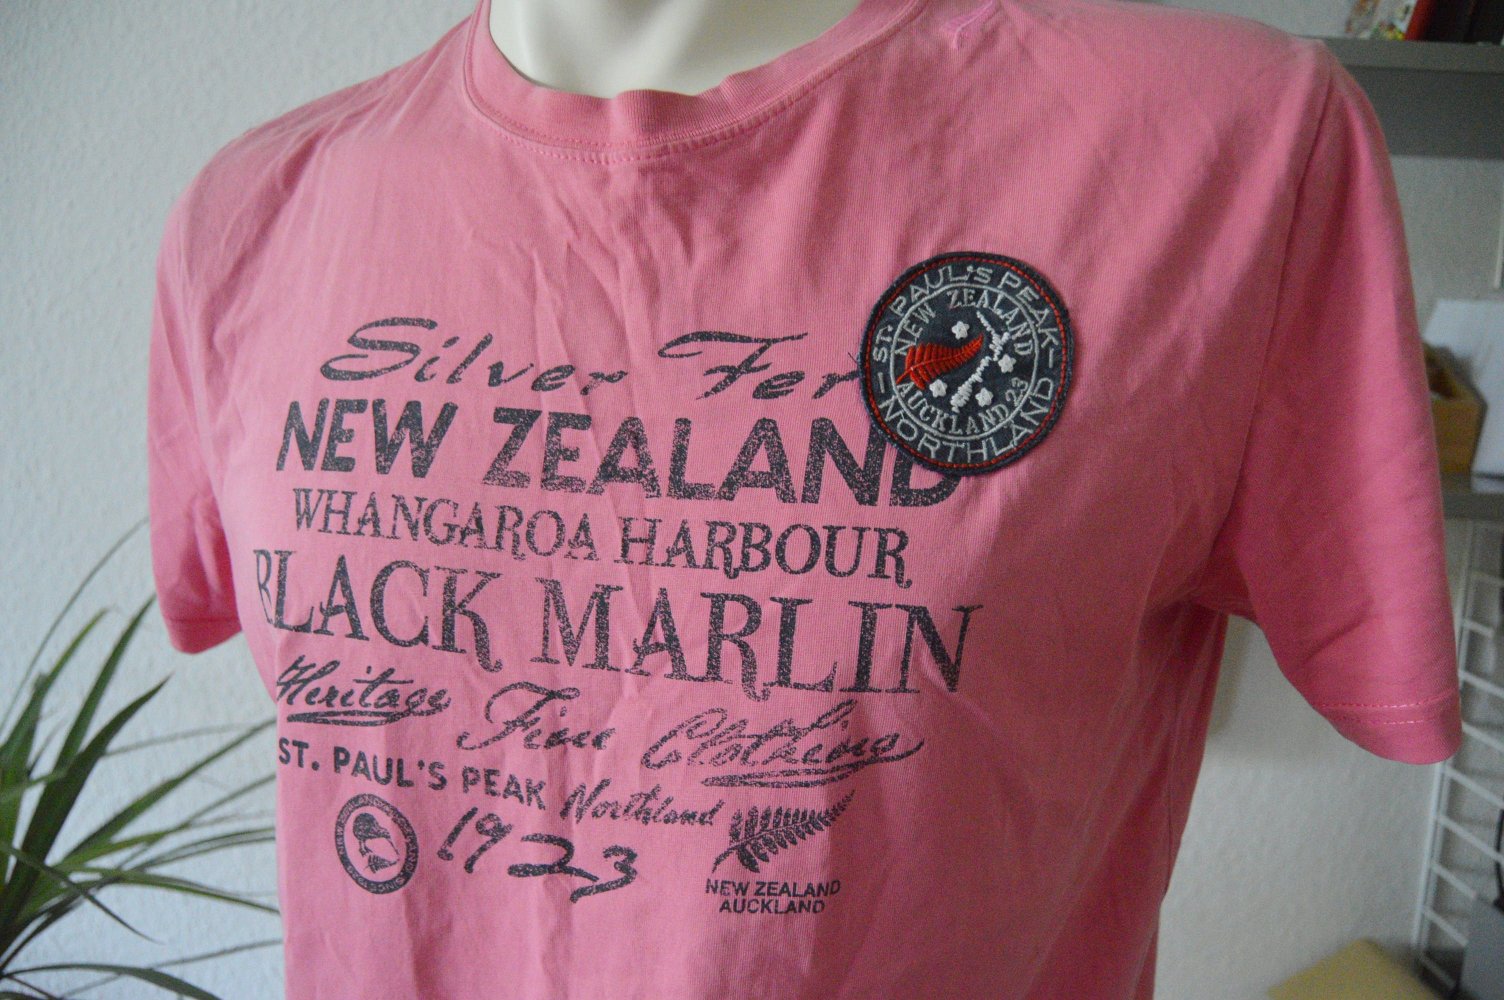 Silver Fer
NEW ZEALAND
WHANGAROA HARBOUR
BLACK MARLIN
Heritage Fine Clothing
ST. PAUL'S PEAK Northland
1923
NEW ZEALAND
AUCKLAND
ST. PAUL'S PEAK
NEW ZEALAND
AUCKLAND 23
NORTHLAND